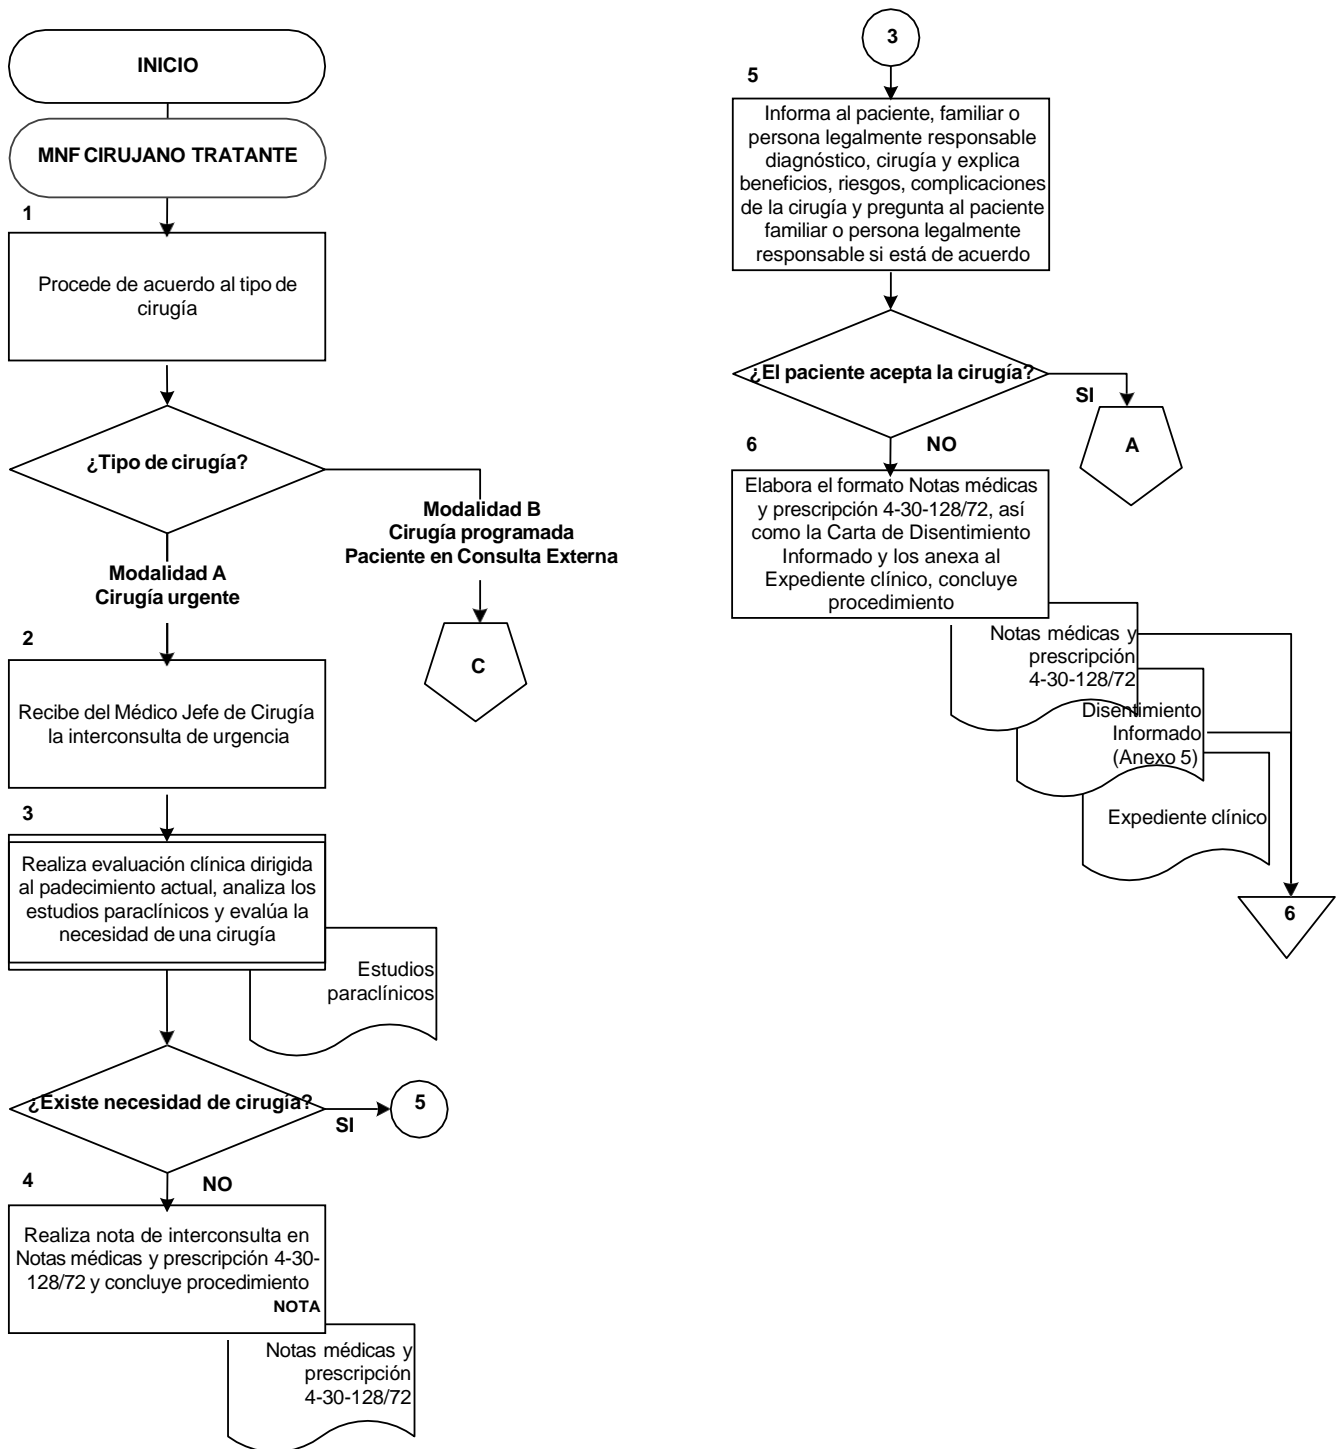 INICIO
MNF CIRUJANO TRATANTE
1
Procede de acuerdo al tipo de
cirugía
¿Tipo de cirugía?
Modalidad B
Cirugía programada
Paciente en Consulta Externa
Modalidad A
Cirugía urgente
C
2
Recibe del Médico Jefe de Cirugía
la interconsulta de urgencia
3
Realiza evaluación clínica dirigida
al padecimiento actual, analiza los
estudios paraclínicos y evalúa la
necesidad de una cirugía
Estudios
paraclínicos
¿Existe necesidad de cirugía?
SI
5
4
NO
Realiza nota de interconsulta en
Notas médicas y prescripción 4-30-
128/72 y concluye procedimiento
NOTA
Notas médicas y
prescripción
4-30-128/72
3
5
Informa al paciente, familiar o
persona legalmente responsable
diagnóstico, cirugía y explica
beneficios, riesgos, complicaciones
de la cirugía y pregunta al paciente
familiar o persona legalmente
responsable si está de acuerdo
¿El paciente acepta la cirugía?
SI
A
6
NO
Elabora el formato Notas médicas
y prescripción 4-30-128/72, así
como la Carta de Disentimiento
Informado y los anexa al
Expediente clínico, concluye
procedimiento
Notas médicas y
prescripción
4-30-128/72
Disentimiento
Informado
(Anexo 5)
Expediente clínico
6